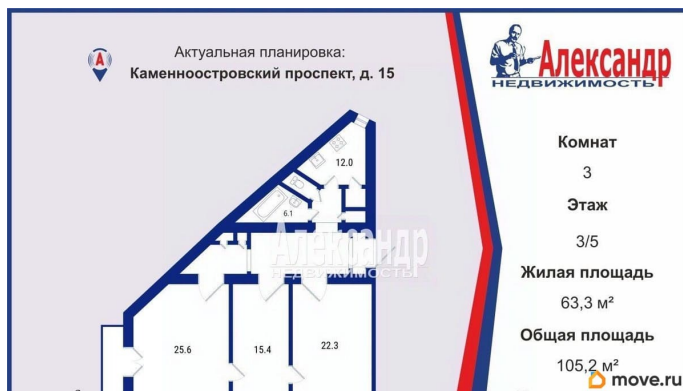 Актуальная планировка:
Каменноостровский проспект, д. 15
А
Александр
НЕДВИЖИМОСТЬ
Комнат
3
Этаж
3/5
Жилая площадь
63,3 м²
Общая площадь
105,2 м²
12.0
6.1
Александр
НЕДВИЖИМОСТЬ
25.6
15.4
22.3
move.ru